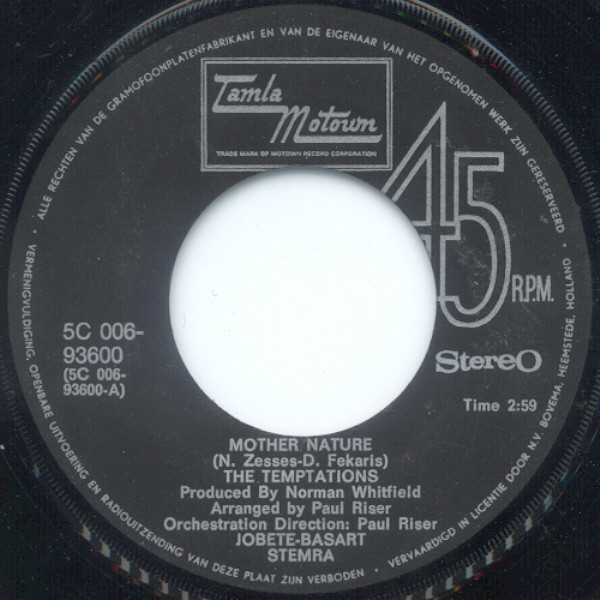 ALLE RECHTEN VAN DE GRAMOFOONPLATENFABRIKANT EN VAN DE EIGENAAR VAN HET OPGENOMEN WERK ZIJN GERESERVEERD •
Tamla
Motown
TRADE MARK OF MOTOWN RECORD CORPORATION
45
R.P.M.
5C 006-
93600
(5C 006-
93600-A)
Stereo
Time 2:59
MOTHER NATURE
(N. Zesses-D. Fekaris)
THE TEMPTATIONS
Produced By Norman Whitfield
Arranged by Paul Riser
Orchestration Direction: Paul Riser
JOBETE-BASART
STEMRA
VERMENIGVULDIGING, OPENBARE UITVOERING EN RADIOUITZENDING VAN DEZE PLAAT ZIJN VERBODEN •
VERVAARDIGD IN LICENTIE DOOR N.V. BOVEMA, HEEMSTEDE, HOLLAND